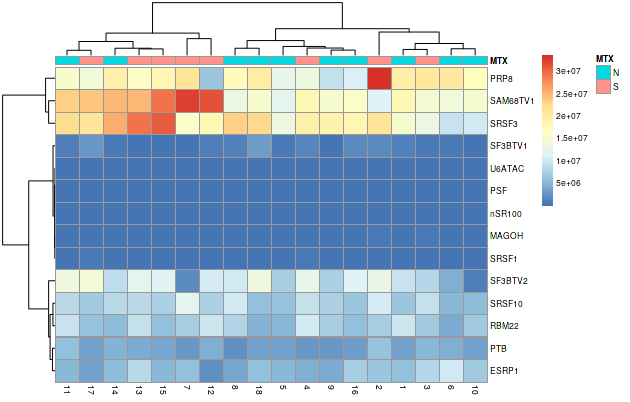 MTX
PRP8
SAM68TV1
SRSF3
SF3BTV1
U6ATAC
PSF
nSR100
MAGOH
SRSF1
SF3BTV2
SRSF10
RBM22
PTB
ESRP1
11 17 14 13 15 7 12 8 18 5 4 9 16 2 1 3 6 10
3e+07
2.5e+07
2e+07
1.5e+07
1e+07
5e+06
MTX
N
S